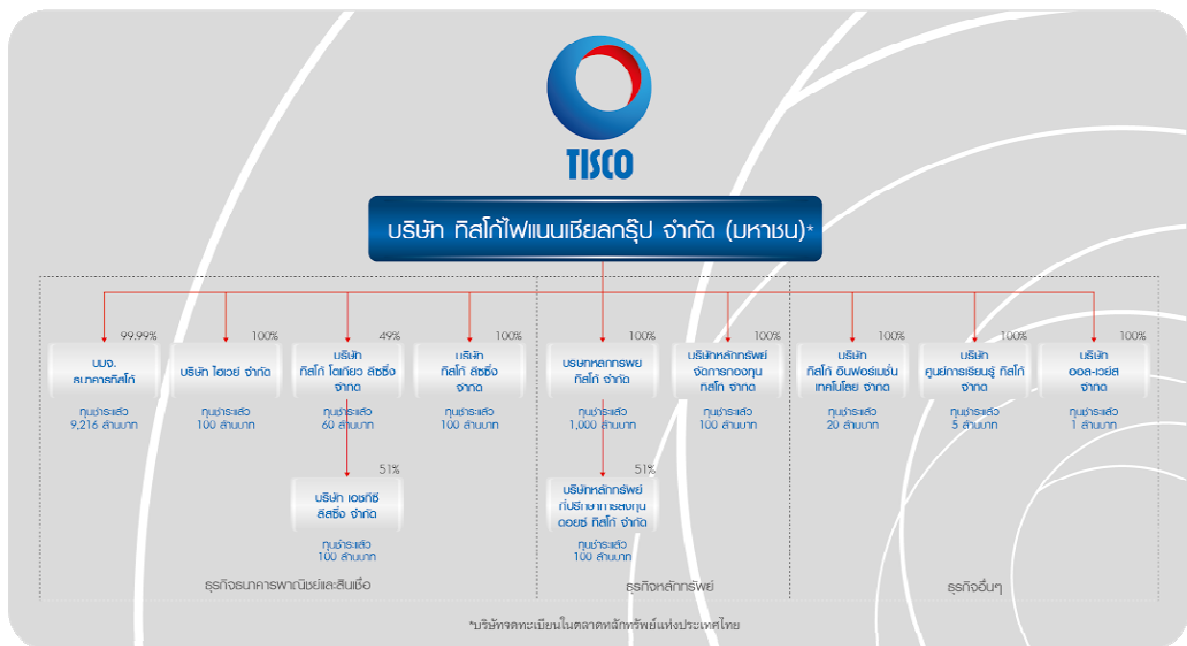 TISCO
บริษัท ทิสโก้ไฟแนนเชียลกรุ๊ป จำกัด (มหาชน)*
99.99%
100%
49%
100%
100%
100%
100%
100%
100%
บมจ.
ธนาคารทิสโก้
บริษัท ไฮเวย์ จำกัด
บริษัท
ทิสโก้ โตเกียว ลีซซิ่ง
จำกัด
บริษัท
ทิสโก้ ลีซซิ่ง
จำกัด
บริษัทหลักทรัพย์
ทิสโก้ จำกัด
บริษัทหลักทรัพย์
จัดการกองทุน
ทิสโก้ จำกัด
บริษัท
ทิสโก้ อินฟอร์เมชั่น
เทคโนโลยี จำกัด
บริษัท
ศูนย์การเรียนรู้ ทิสโก้
จำกัด
บริษัท
ออล-เวย์ส
จำกัด
ทุนชำระแล้ว
9,216 ล้านบาท
ทุนชำระแล้ว
100 ล้านบาท
ทุนชำระแล้ว
60 ล้านบาท
ทุนชำระแล้ว
100 ล้านบาท
ทุนชำระแล้ว
1,000 ล้านบาท
ทุนชำระแล้ว
100 ล้านบาท
ทุนชำระแล้ว
20 ล้านบาท
ทุนชำระแล้ว
5 ล้านบาท
ทุนชำระแล้ว
1 ล้านบาท
51%
บริษัท เอชทีซี
ลีสซิ่ง จำกัด
ทุนชำระแล้ว
100 ล้านบาท
51%
บริษัทหลักทรัพย์
ที่ปรึกษาการลงทุน
ดอยซ์ ทิสโก้ จำกัด
ทุนชำระแล้ว
100 ล้านบาท
ธุรกิจธนาคารพาณิชย์และสินเชื่อ
ธุรกิจหลักทรัพย์
ธุรกิจอื่นๆ
*บริษัทจดทะเบียนในตลาดหลักทรัพย์แห่งประเทศไทย